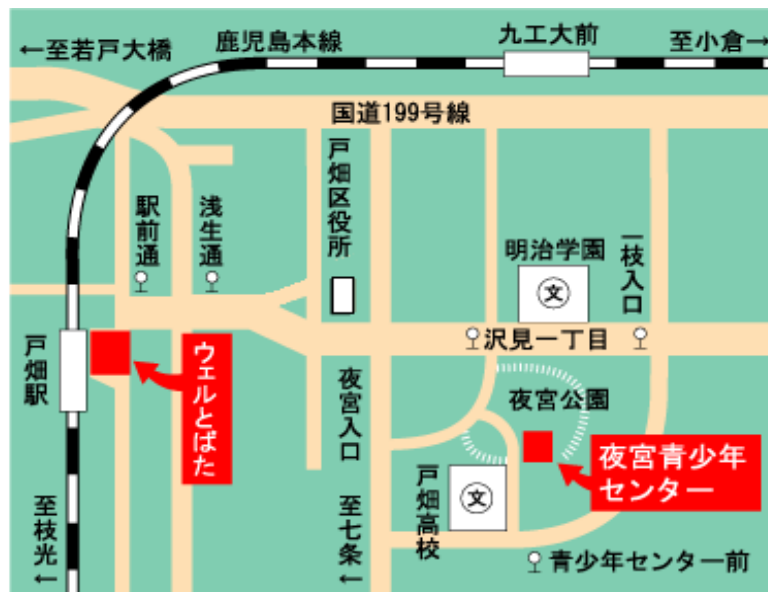 ←至若戸大橋
鹿児島本線
九工大前
至小倉→
国道199号線
戸畑区役所
駅前通
浅生通
明治学園
一枝入口
文
沢見一丁目
戸畑駅
ウェルとばた
夜宮入口
夜宮公園
夜宮青少年
センター
戸畑高校
文
至枝光
←
至七条
←
青少年センター前